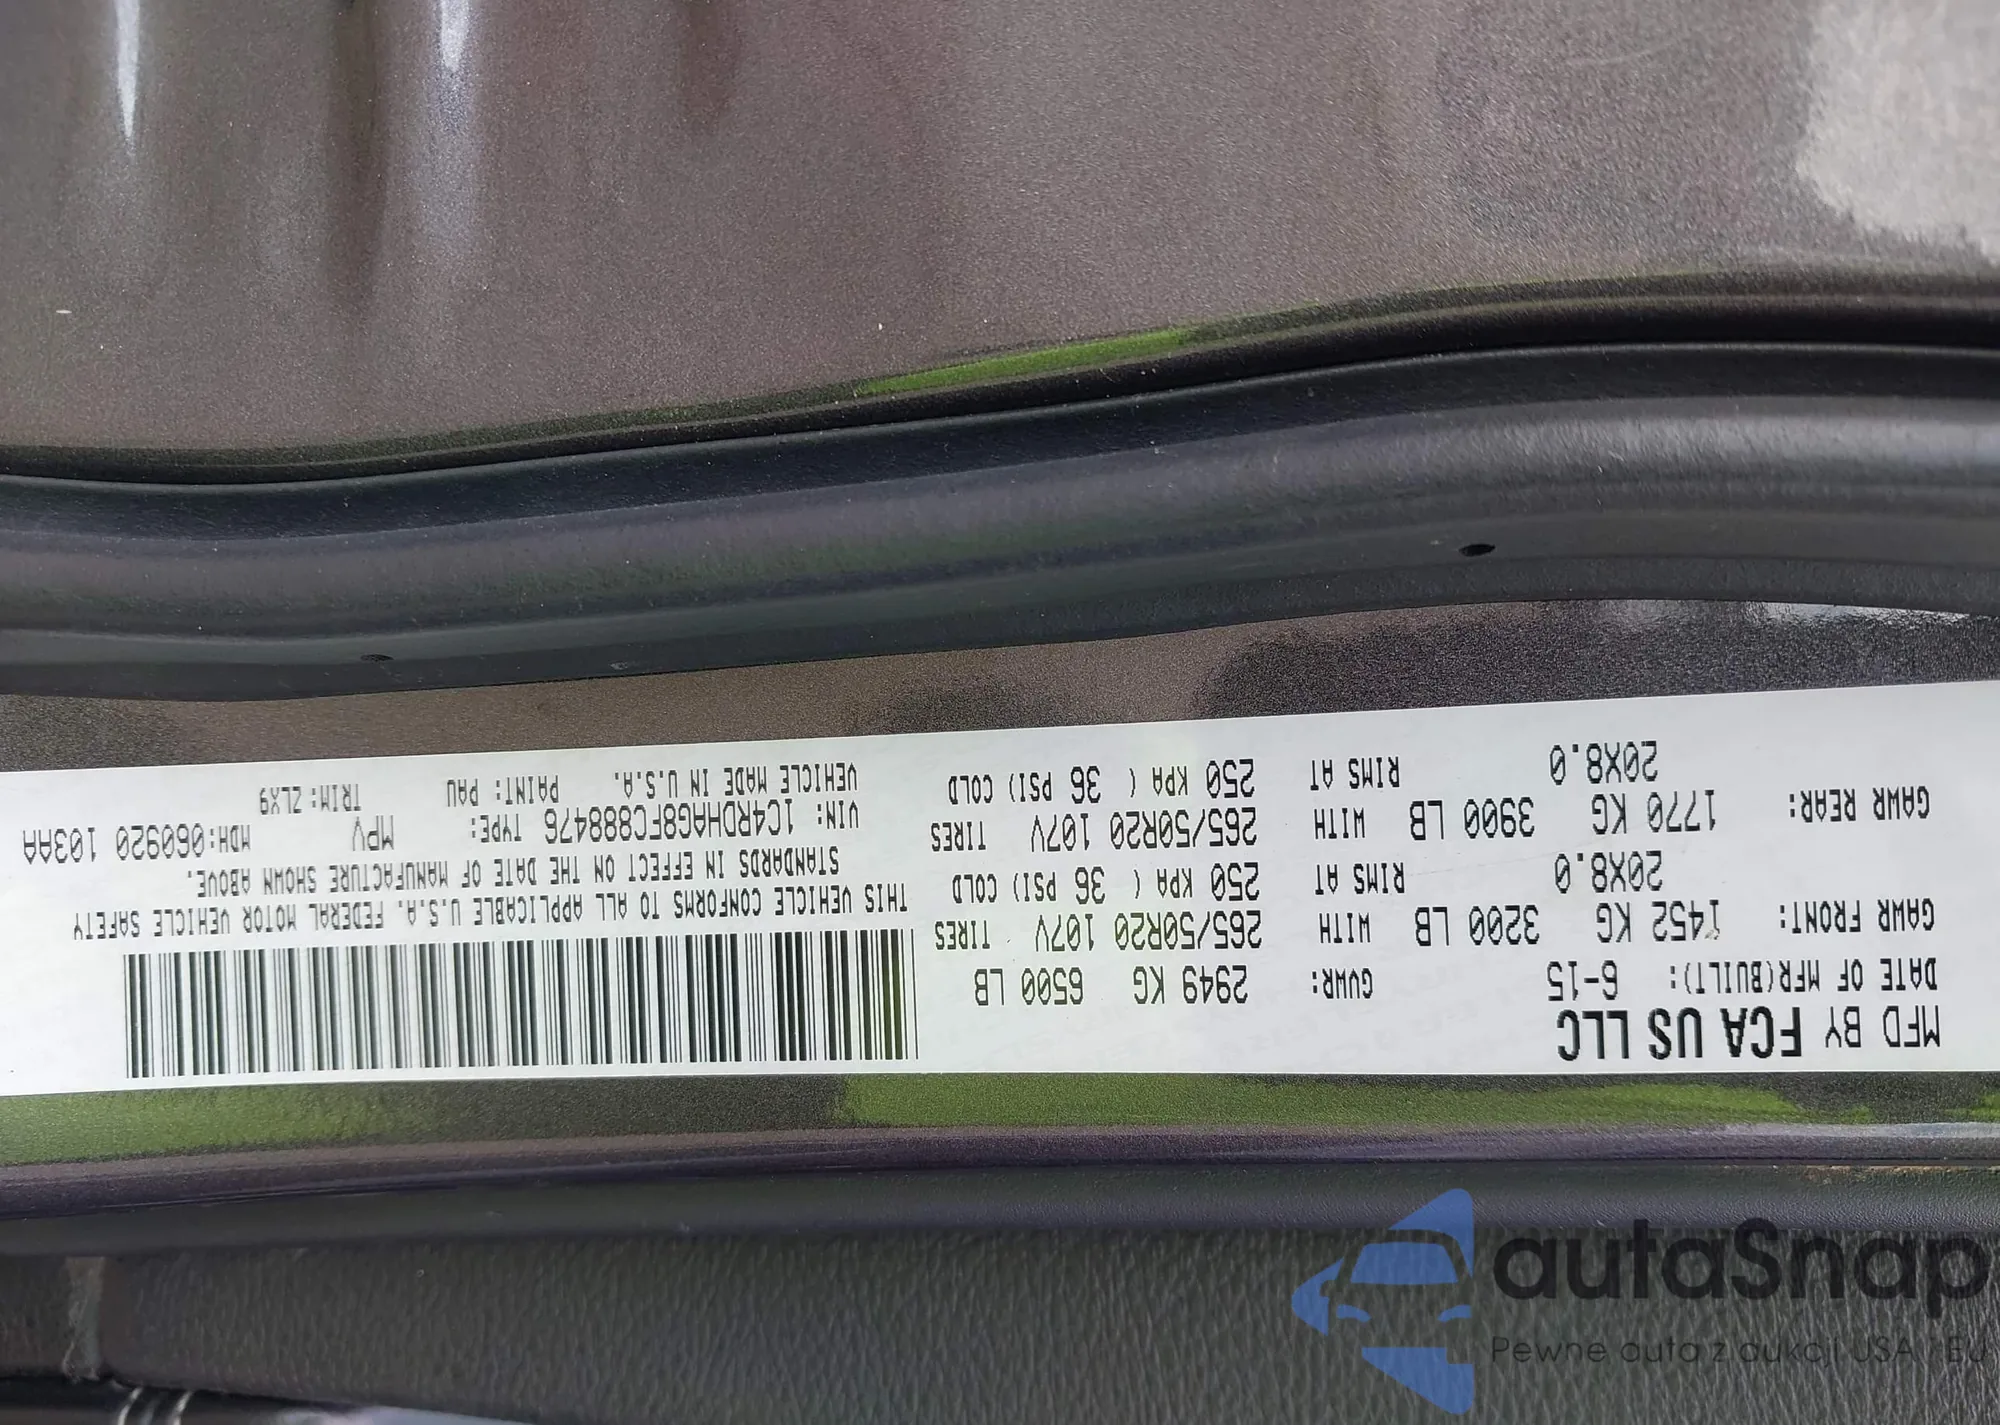 MFD BY FCA US LLC
DATE OF MFR(BUILT): 6-15 GVWR: 2949 KG 6500 LB
GAWR FRONT: 1452 KG 3200 LB WITH 265/50R20 107V TIRES
20X8.0 RIMS AT 250 KPA ( 36 PSI) COLD
GAWR REAR: 1770 KG 3900 LB WITH 265/50R20 107V TIRES
20X8.0 RIMS AT 250 KPA ( 36 PSI) COLD
THIS VEHICLE CONFORMS TO ALL APPLICABLE U.S.A. FEDERAL MOTOR VEHICLE SAFETY
STANDARDS IN EFFECT ON THE DATE OF MANUFACTURE SHOWN ABOVE.
VIN: 1C4RDHAG8FC888476 TYPE: MPV MDH:060920 103AA
VEHICLE MADE IN U.S.A. PAINT: PAU TRIM:ZLX9
autaSnap
Pewne auta z aukcji USA i EU